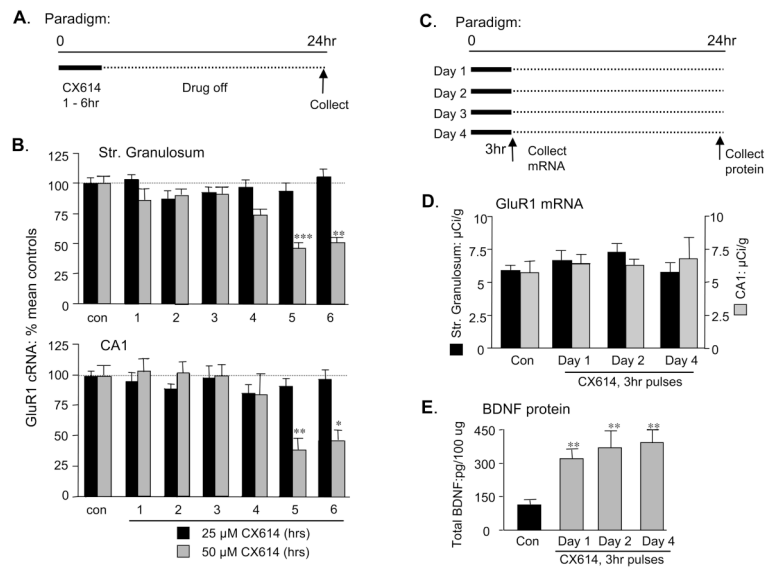 A.
Paradigm:
0 24hr
CX614
1 - 6hr
Drug off
Collect
B.
Str. Granulosum
125
100
75
50
25
0
*** **
con 1 2 3 4 5 6
GluR1 cRNA: % mean controls
CA1
125
100
75
50
25
0
** *
con 1 2 3 4 5 6
25 µM CX614 (hrs)
50 µM CX614 (hrs)
C.
Paradigm:
0 24hr
Day 1
Day 2
Day 3
Day 4
3hr
Collect
mRNA
Collect
protein
D.
GluR1 mRNA
Str. Granulosum: µCi/g
10
7.5
5
2.5
0
10
7.5
5
2.5
0
CA1: µCi/g
Con Day 1 Day 2 Day 4
CX614, 3hr pulses
E.
BDNF protein
Total BDNF:pg/100 ug
450
300
150
0
** ** **
Con Day 1 Day 2 Day 4
CX614, 3hr pulses